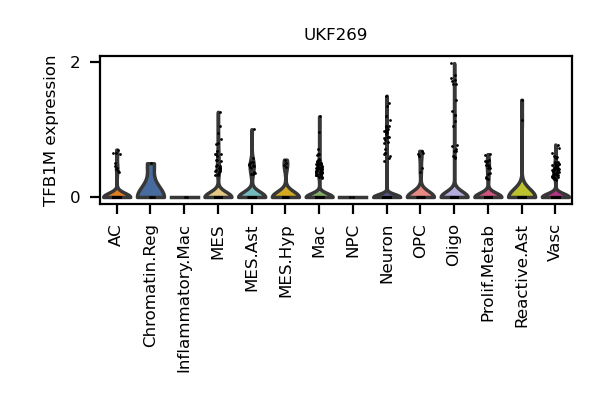 UKF269
TFB1M expression
2
0
AC
Chromatin.Reg
Inflammatory.Mac
MES
MES.Ast
MES.Hyp
Mac
NPC
Neuron
OPC
Oligo
Prolif.Metab
Reactive.Ast
Vasc